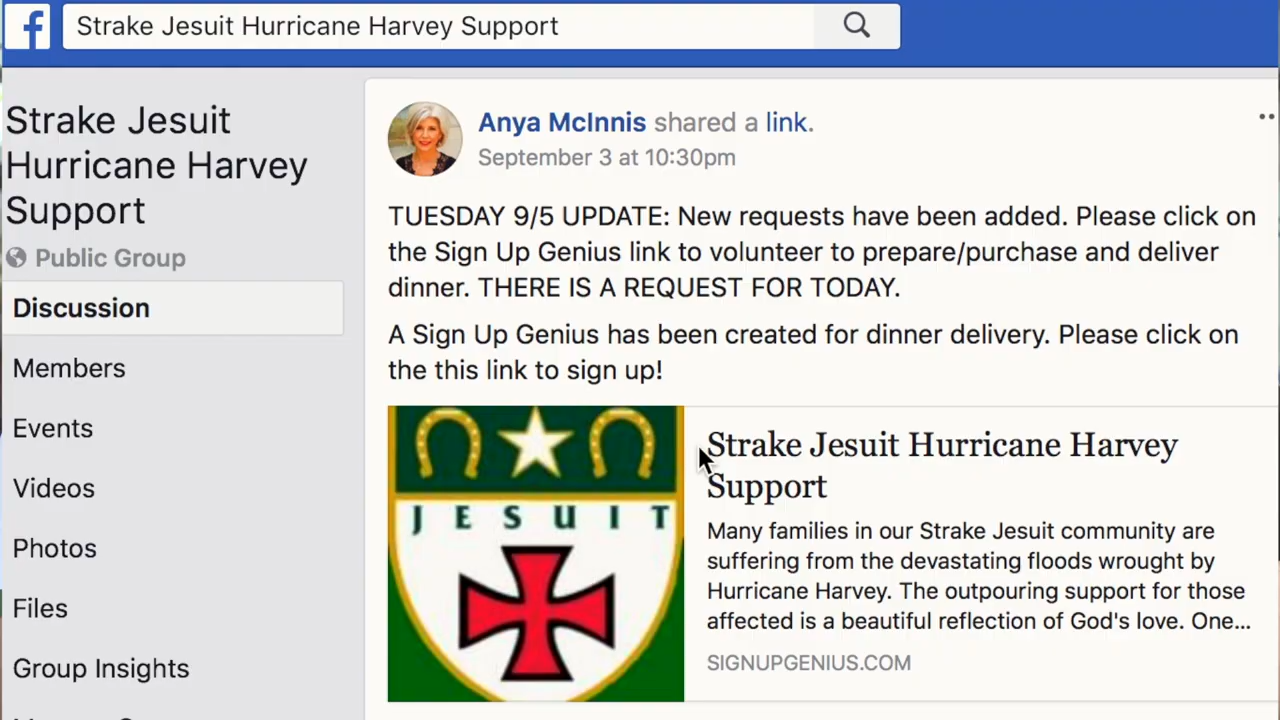 Strake Jesuit Hurricane Harvey Support
Strake Jesuit
Hurricane Harvey
Support
Public Group
Discussion
Members
Events
Videos
Photos
Files
Group Insights
Anya McInnis shared a link.
September 3 at 10:30pm
TUESDAY 9/5 UPDATE: New requests have been added. Please click on
the Sign Up Genius link to volunteer to prepare/purchase and deliver
dinner. THERE IS A REQUEST FOR TODAY.
A Sign Up Genius has been created for dinner delivery. Please click on
the this link to sign up!
JESUIT
Strake Jesuit Hurricane Harvey
Support
Many families in our Strake Jesuit community are
suffering from the devastating floods wrought by
Hurricane Harvey. The outpouring support for those
affected is a beautiful reflection of God's love. One...
SIGNUPGENIUS.COM